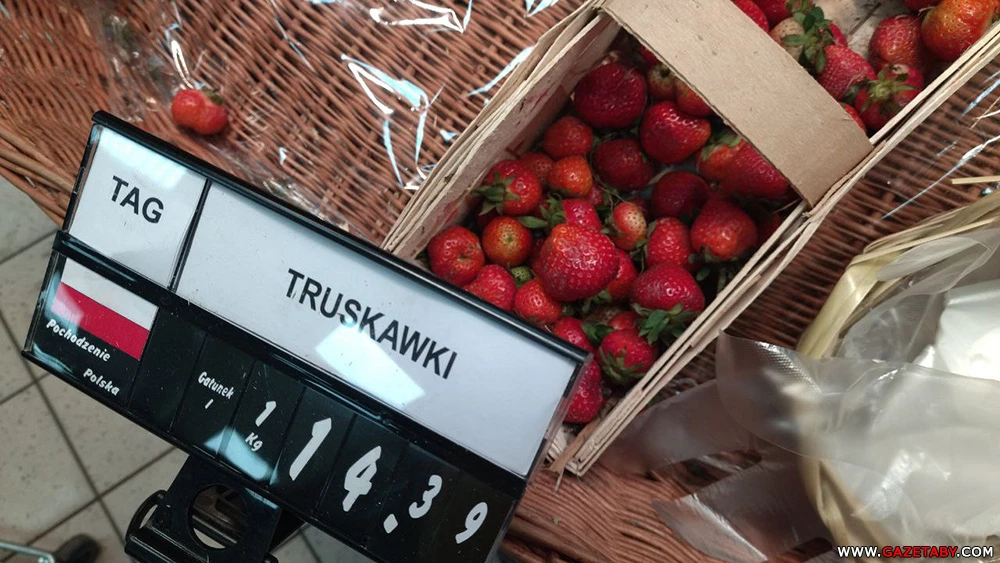 TAG
TRUSKAWKI
Pochodzenie
Polska
Gatunek
I
1
Kg
14.39
WWW.GAZETABY.COM